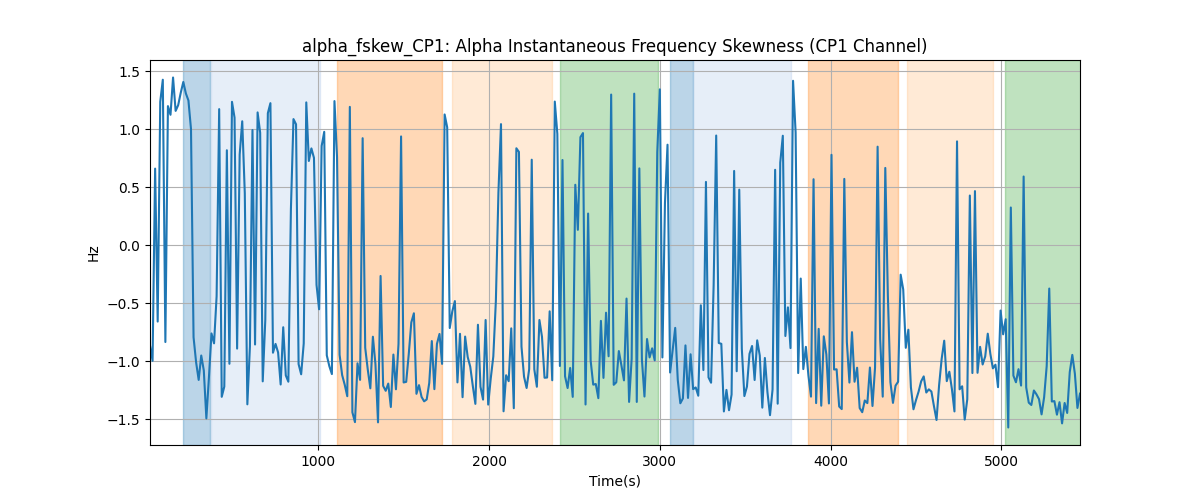 alpha_fskew_CP1: Alpha Instantaneous Frequency Skewness (CP1 Channel)
1.5
1.0
0.5
0.0
−0.5
−1.0
−1.5
Hz
1000 2000 3000 4000 5000
Time(s)